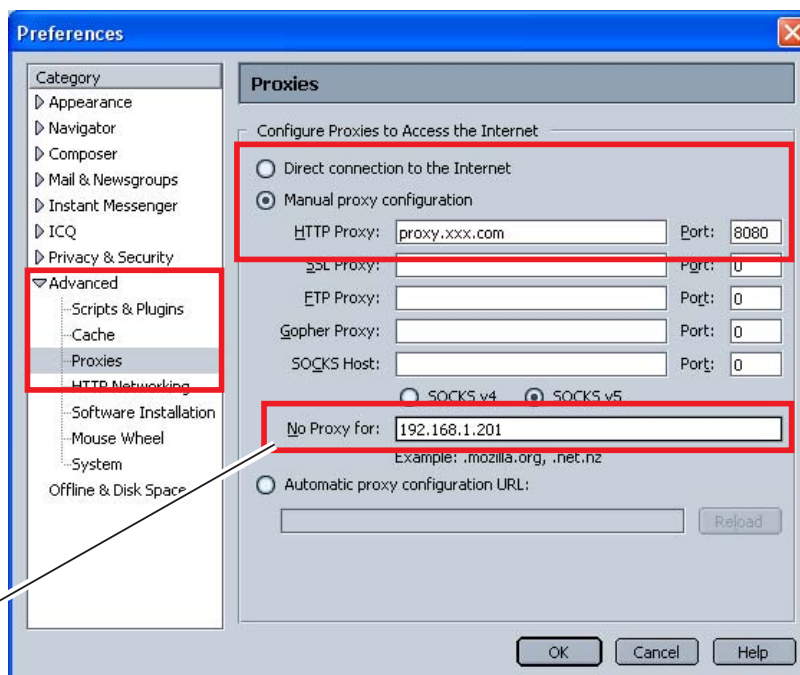 Preferences
Category
Appearance
Navigator
Composer
Mail & Newsgroups
Instant Messenger
ICQ
Privacy & Security
Advanced
Scripts & Plugins
Cache
Proxies
HTTP Networking
Software Installation
Mouse Wheel
System
Offline & Disk Space
Proxies
Configure Proxies to Access the Internet
Direct connection to the Internet
Manual proxy configuration
HTTP Proxy: proxy.xxx.com Port: 8080
SSL Proxy: Port: 0
FTP Proxy: Port: 0
Gopher Proxy: Port: 0
SOCKS Host: Port: 0
SOCKS v4 SOCKS v5
No Proxy for: 192.168.1.201
Example: .mozilla.org, .net.nz
Automatic proxy configuration URL:
Reload
OK Cancel Help